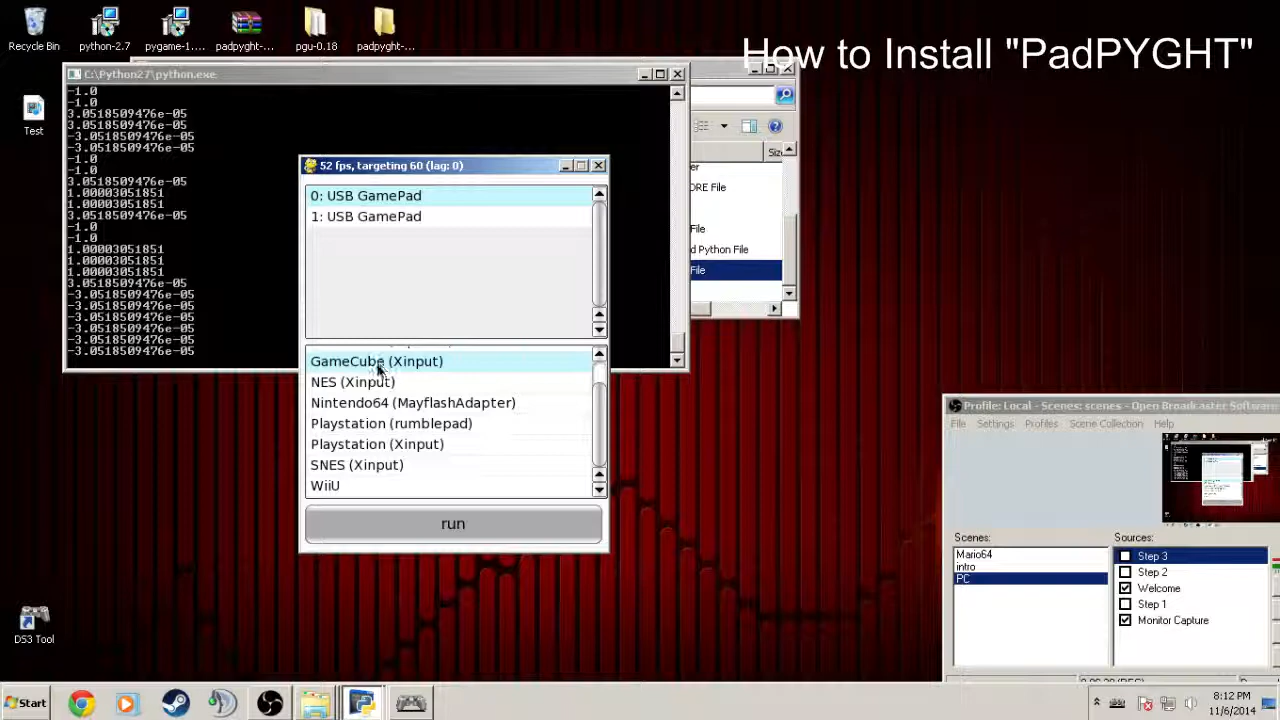 Recycle Bin
python-2.7
pygame-1....
padpyght-...
pgu-0.18
padpyght-...
How to Install "PadPYGHT"
C:\Python27\python.exe
-1.0
-1.0
3.0518509476e-05
3.0518509476e-05
-3.0518509476e-05
-1.0
-1.0
3.0518509476e-05
1.00003051851
1.00003051851
3.0518509476e-05
-1.0
-1.0
1.00003051851
1.00003051851
1.00003051851
3.0518509476e-05
-3.0518509476e-05
-3.0518509476e-05
-3.0518509476e-05
-3.0518509476e-05
-3.0518509476e-05
-3.0518509476e-05
Test
52 fps, targeting 60 (lag: 0)
0: USB GamePad
1: USB GamePad
GameCube (Xinput)
NES (Xinput)
Nintendo64 (MayflashAdapter)
Playstation (rumblepad)
Playstation (Xinput)
SNES (Xinput)
WiiU
run
Size
File
File
d Python File
File
Profile: Local - Scenes: scenes - Open Broadcaster Software
File Settings Profiles Scene Collection Help
Scenes:
Mario64
intro
PC
Sources:
Step 3
Step 2
Welcome
Step 1
Monitor Capture
DS3 Tool
Start
8:12 PM
11/6/2014